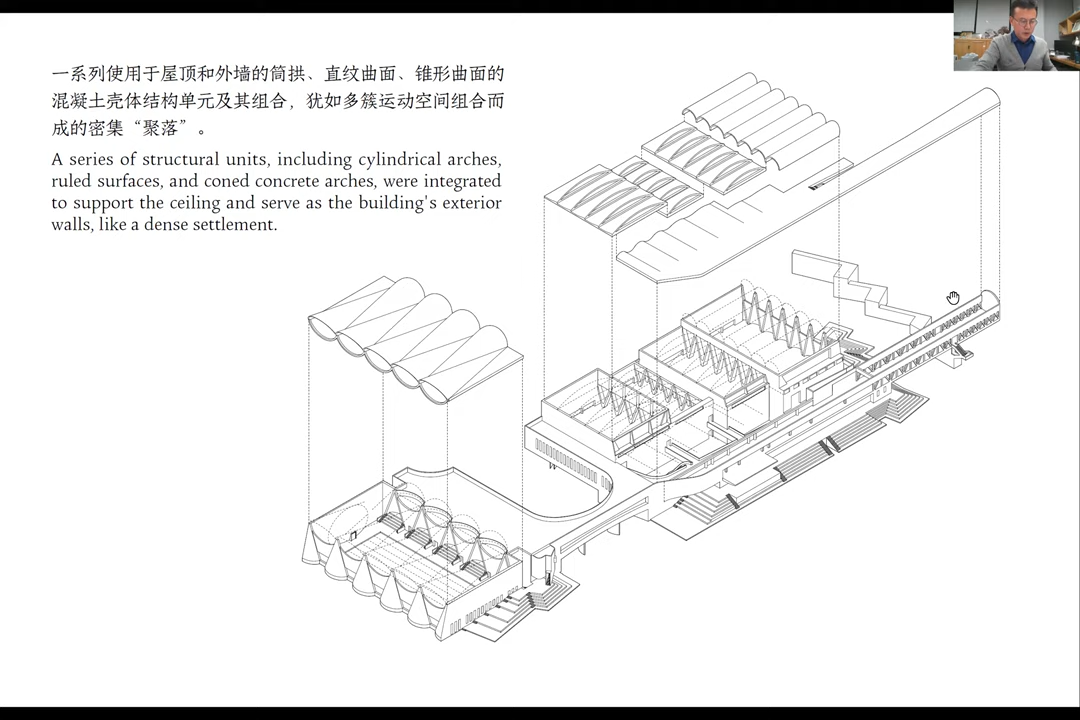 一系列使用于屋顶和外墙的筒拱、直纹曲面、锥形曲面的
混凝土壳体结构单元及其组合，犹如多簇运动空间组合而
成的密集“聚落”。
A series of structural units, including cylindrical arches,
ruled surfaces, and coned concrete arches, were integrated
to support the ceiling and serve as the building's exterior
walls, like a dense settlement.